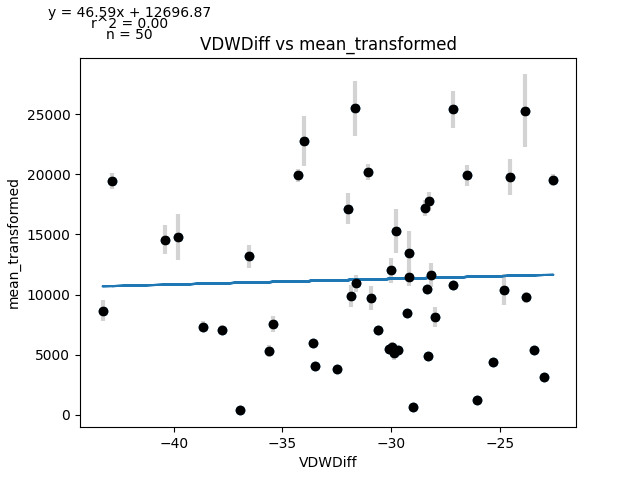 y = 46.59x + 12696.87
r^2 = 0.00
n = 50
VDWDiff vs mean_transformed
mean_transformed
25000
20000
15000
10000
5000
0
−40
−35
−30
−25
VDWDiff